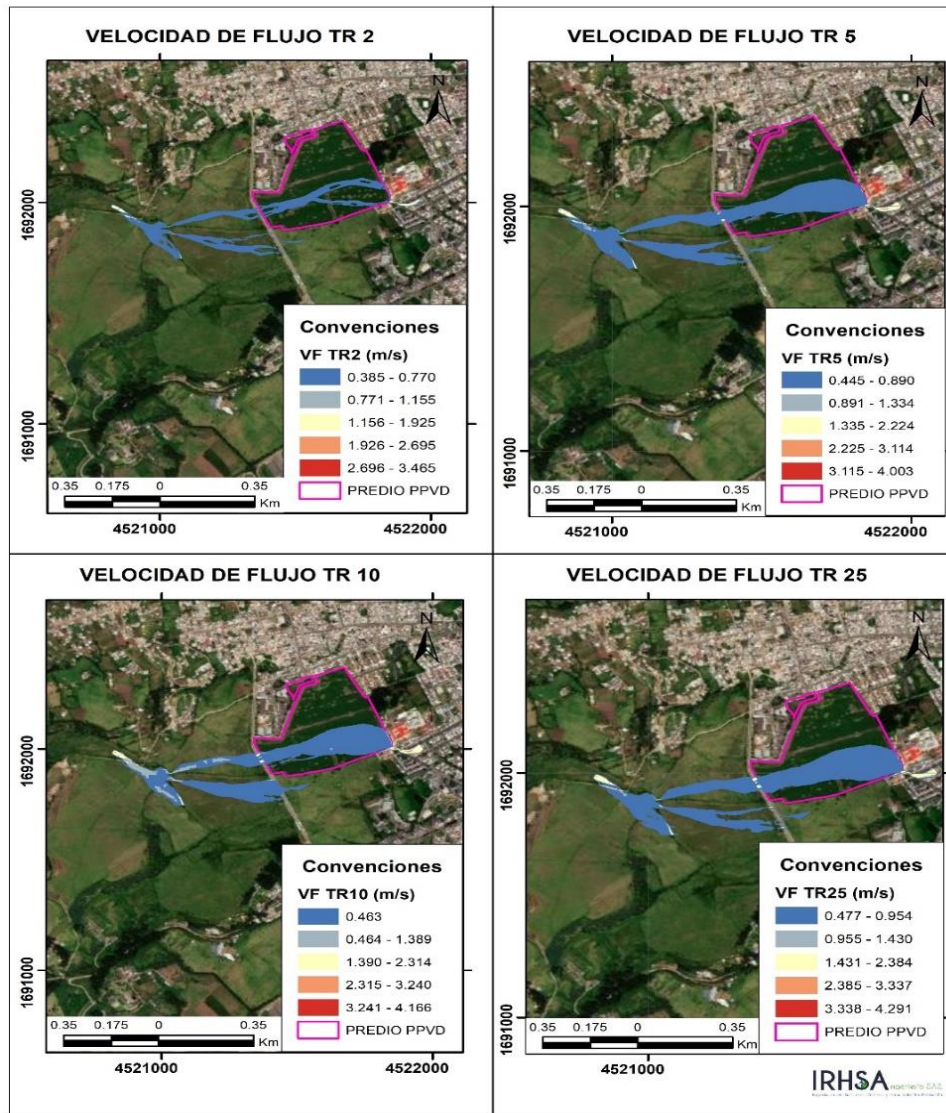 VELOCIDAD DE FLUJO TR 2
N
1692000
1691000
Convenciones
VF TR2 (m/s)
0.385 - 0.770
0.771 - 1.155
1.156 - 1.925
1.926 - 2.695
2.696 - 3.465
PREDIO PPVD
0.35 0.175 0 0.35
Km
4521000 4522000
VELOCIDAD DE FLUJO TR 5
N
1692000
1691000
Convenciones
VF TR5 (m/s)
0.445 - 0.890
0.891 - 1.334
1.335 - 2.224
2.225 - 3.114
3.115 - 4.003
PREDIO PPVD
0.35 0.175 0 0.35
Km
4521000 4522000
VELOCIDAD DE FLUJO TR 10
N
1692000
1691000
Convenciones
VF TR10 (m/s)
0.463
0.464 - 1.389
1.390 - 2.314
2.315 - 3.240
3.241 - 4.166
PREDIO PPVD
0.35 0.175 0 0.35
Km
4521000 4522000
VELOCIDAD DE FLUJO TR 25
N
1692000
1691000
Convenciones
VF TR25 (m/s)
0.477 - 0.954
0.955 - 1.430
1.431 - 2.384
2.385 - 3.337
3.338 - 4.291
PREDIO PPVD
0.35 0.175 0 0.35
Km
4521000
IRHSA